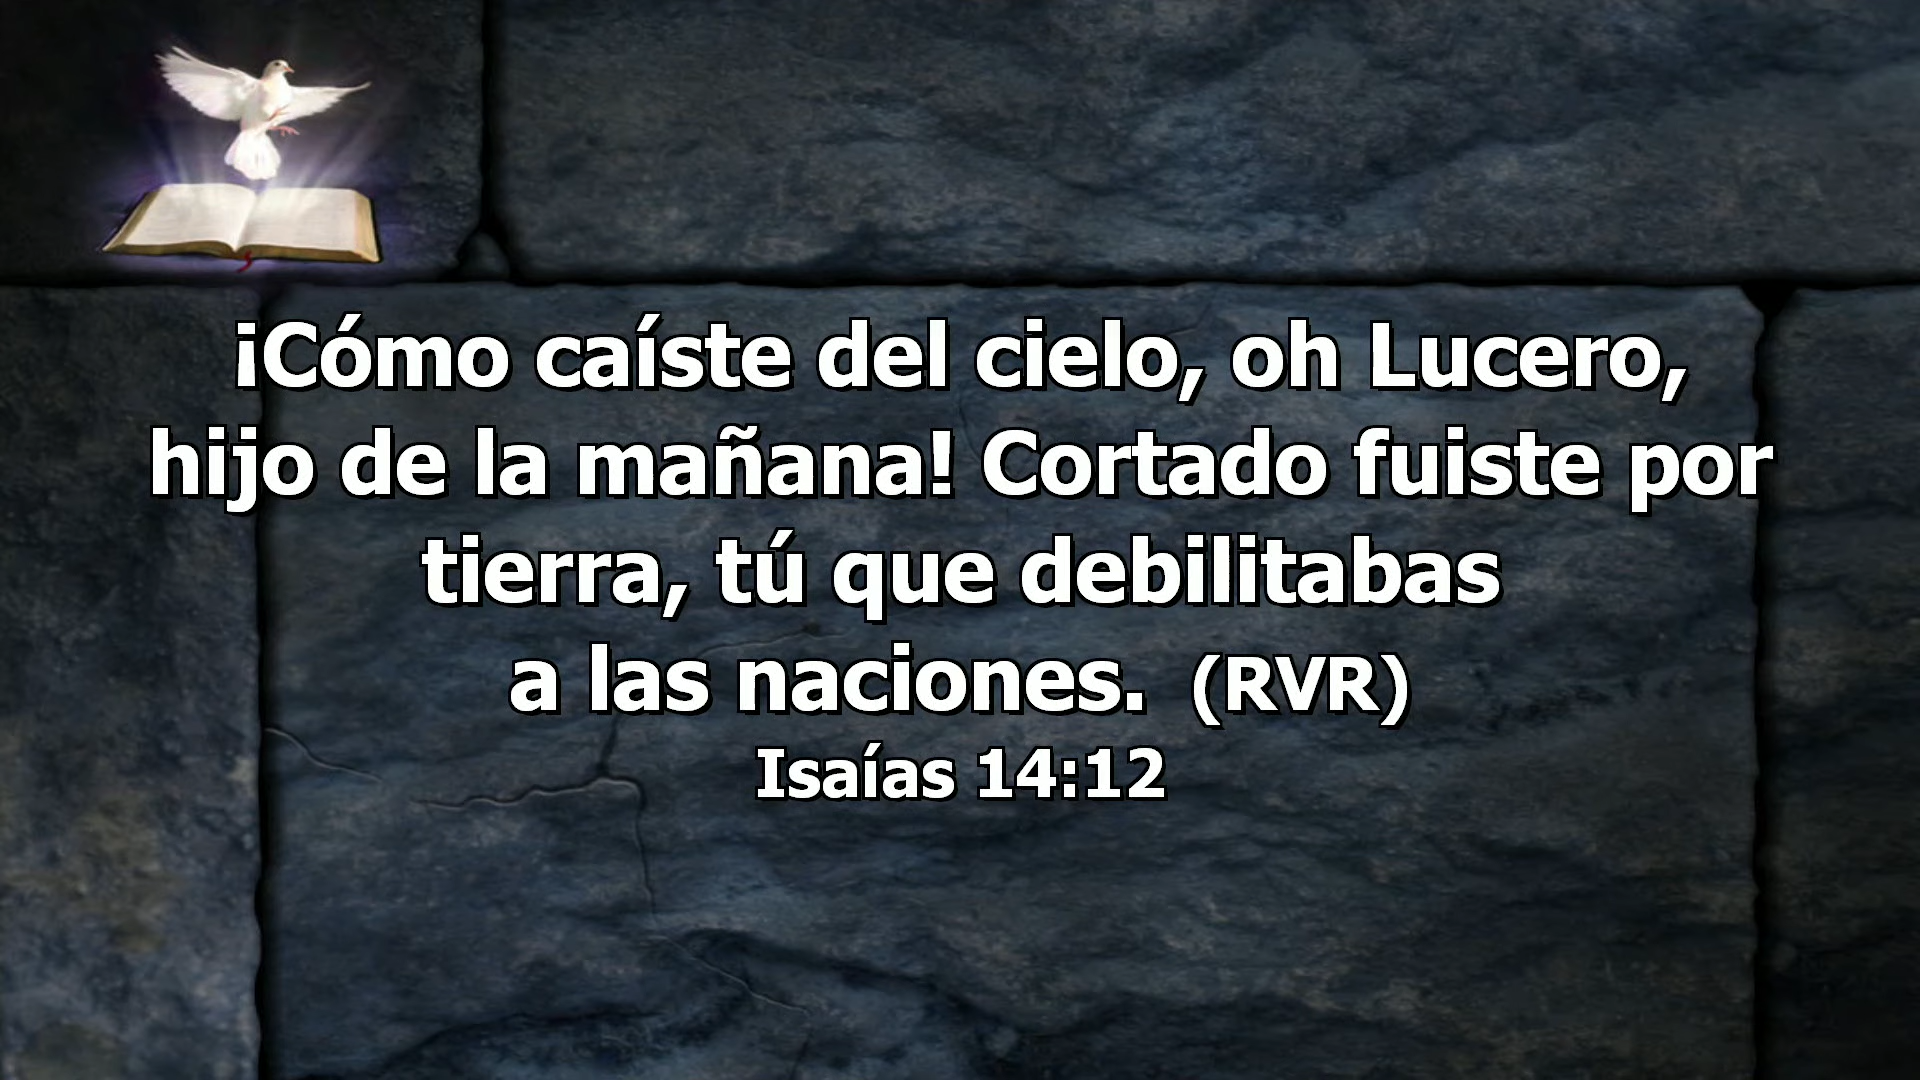 ¡Cómo caíste del cielo, oh Lucero,
hijo de la mañana! Cortado fuiste por
tierra, tú que debilitabas
a las naciones. (RVR)
Isaías 14:12